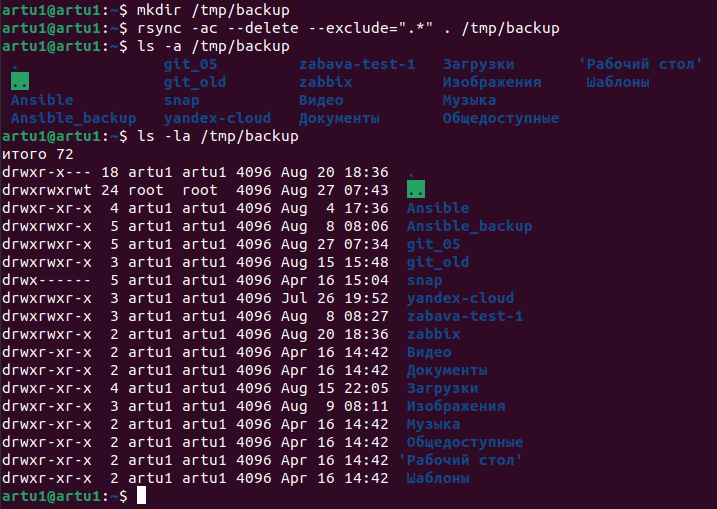 artu1@artu1:~$ mkdir /tmp/backup
artu1@artu1:~$ rsync -ac --delete --exclude=".*" . /tmp/backup
artu1@artu1:~$ ls -a /tmp/backup
. git_05 zabava-test-1 Загрузки 'Рабочий стол'
.. git_old zabbix Изображения Шаблоны
Ansible snap Видео Музыка
Ansible_backup yandex-cloud Документы Общедоступные
artu1@artu1:~$ ls -la /tmp/backup
итого 72
drwxr-x--- 18 artu1 artu1 4096 Aug 20 18:36 .
drwxrwxrwt 24 root root 4096 Aug 27 07:43 ..
drwxr-xr-x 4 artu1 artu1 4096 Aug 4 17:36 Ansible
drwxrwxr-x 5 artu1 artu1 4096 Aug 8 08:06 Ansible_backup
drwxrwxr-x 5 artu1 artu1 4096 Aug 27 07:34 git_05
drwxrwxr-x 3 artu1 artu1 4096 Aug 15 15:48 git_old
drwx------ 5 artu1 artu1 4096 Apr 16 15:04 snap
drwxrwxr-x 3 artu1 artu1 4096 Jul 26 19:52 yandex-cloud
drwxrwxr-x 3 artu1 artu1 4096 Aug 8 08:27 zabava-test-1
drwxrwxr-x 2 artu1 artu1 4096 Aug 20 18:36 zabbix
drwxr-xr-x 2 artu1 artu1 4096 Apr 16 14:42 Видео
drwxr-xr-x 2 artu1 artu1 4096 Apr 16 14:42 Документы
drwxr-xr-x 4 artu1 artu1 4096 Aug 15 22:05 Загрузки
drwxr-xr-x 3 artu1 artu1 4096 Aug 9 08:11 Изображения
drwxr-xr-x 2 artu1 artu1 4096 Apr 16 14:42 Музыка
drwxr-xr-x 2 artu1 artu1 4096 Apr 16 14:42 Общедоступные
drwxr-xr-x 2 artu1 artu1 4096 Apr 16 14:42 'Рабочий стол'
drwxr-xr-x 2 artu1 artu1 4096 Apr 16 14:42 Шаблоны
artu1@artu1:~$